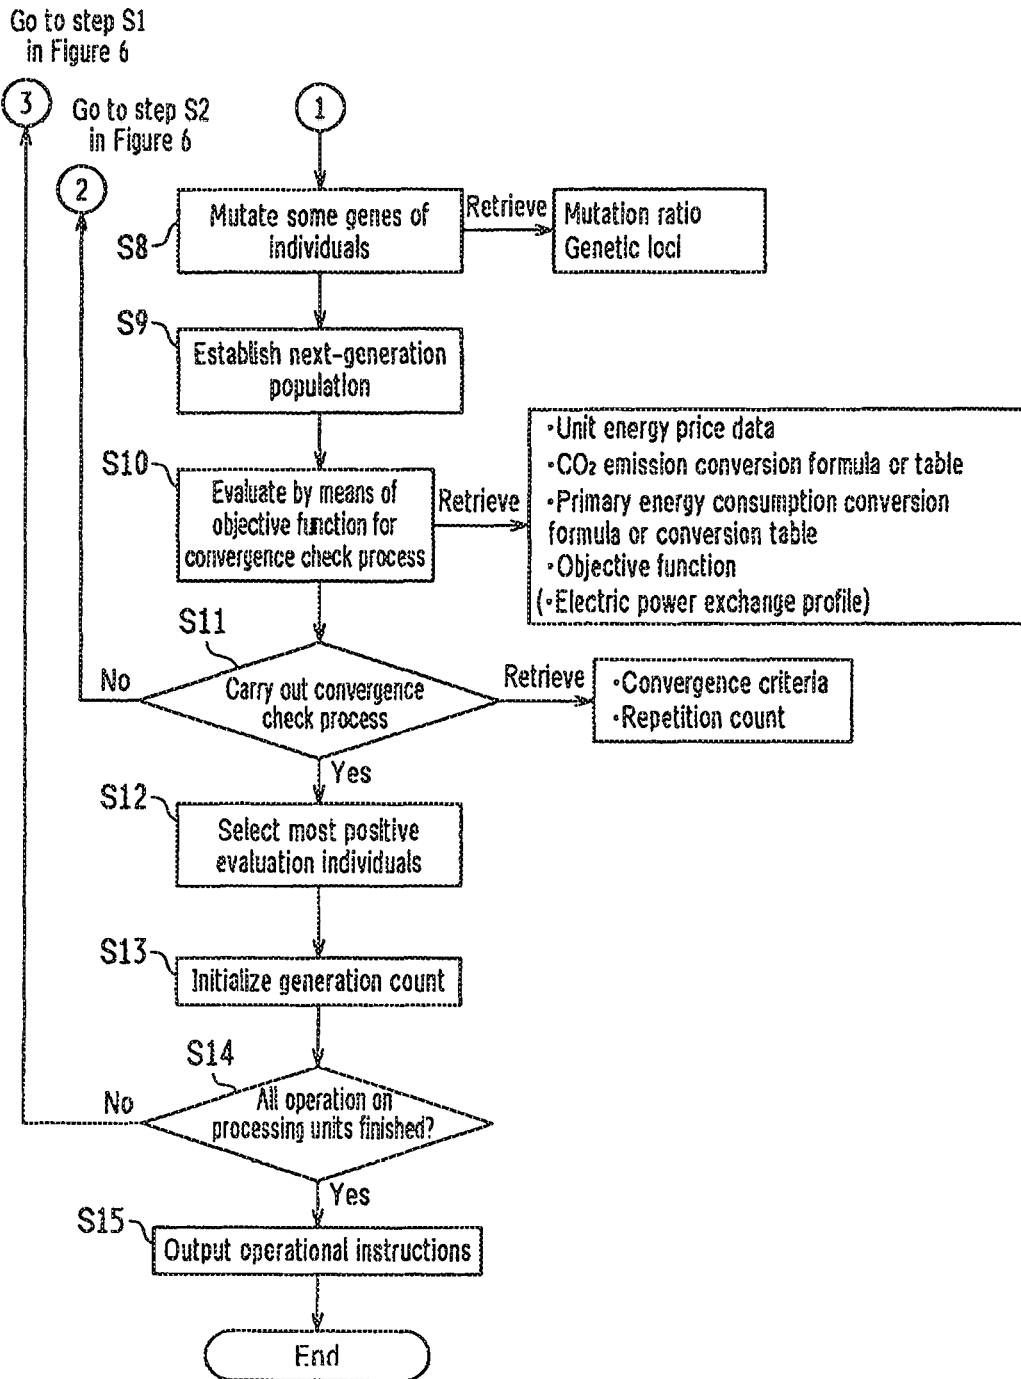 Go to step S1
in Figure 6
3
Go to step S2
in Figure 6
2
1
S8
Mutate some genes of
individuals
Retrieve
Mutation ratio
Genetic loci
S9
Establish next-generation
population
S10
Evaluate by means of
objective function for
convergence check process
Retrieve
•Unit energy price data
•CO₂ emission conversion formula or table
•Primary energy consumption conversion
formula or conversion table
•Objective function
(•Electric power exchange profile)
S11
No
Carry out convergence
check process
Retrieve
•Convergence criteria
•Repetition count
Yes
S12
Select most positive
evaluation individuals
S13
Initialize generation count
S14
No
All operation on
processing units finished?
Yes
S15
Output operational instructions
End